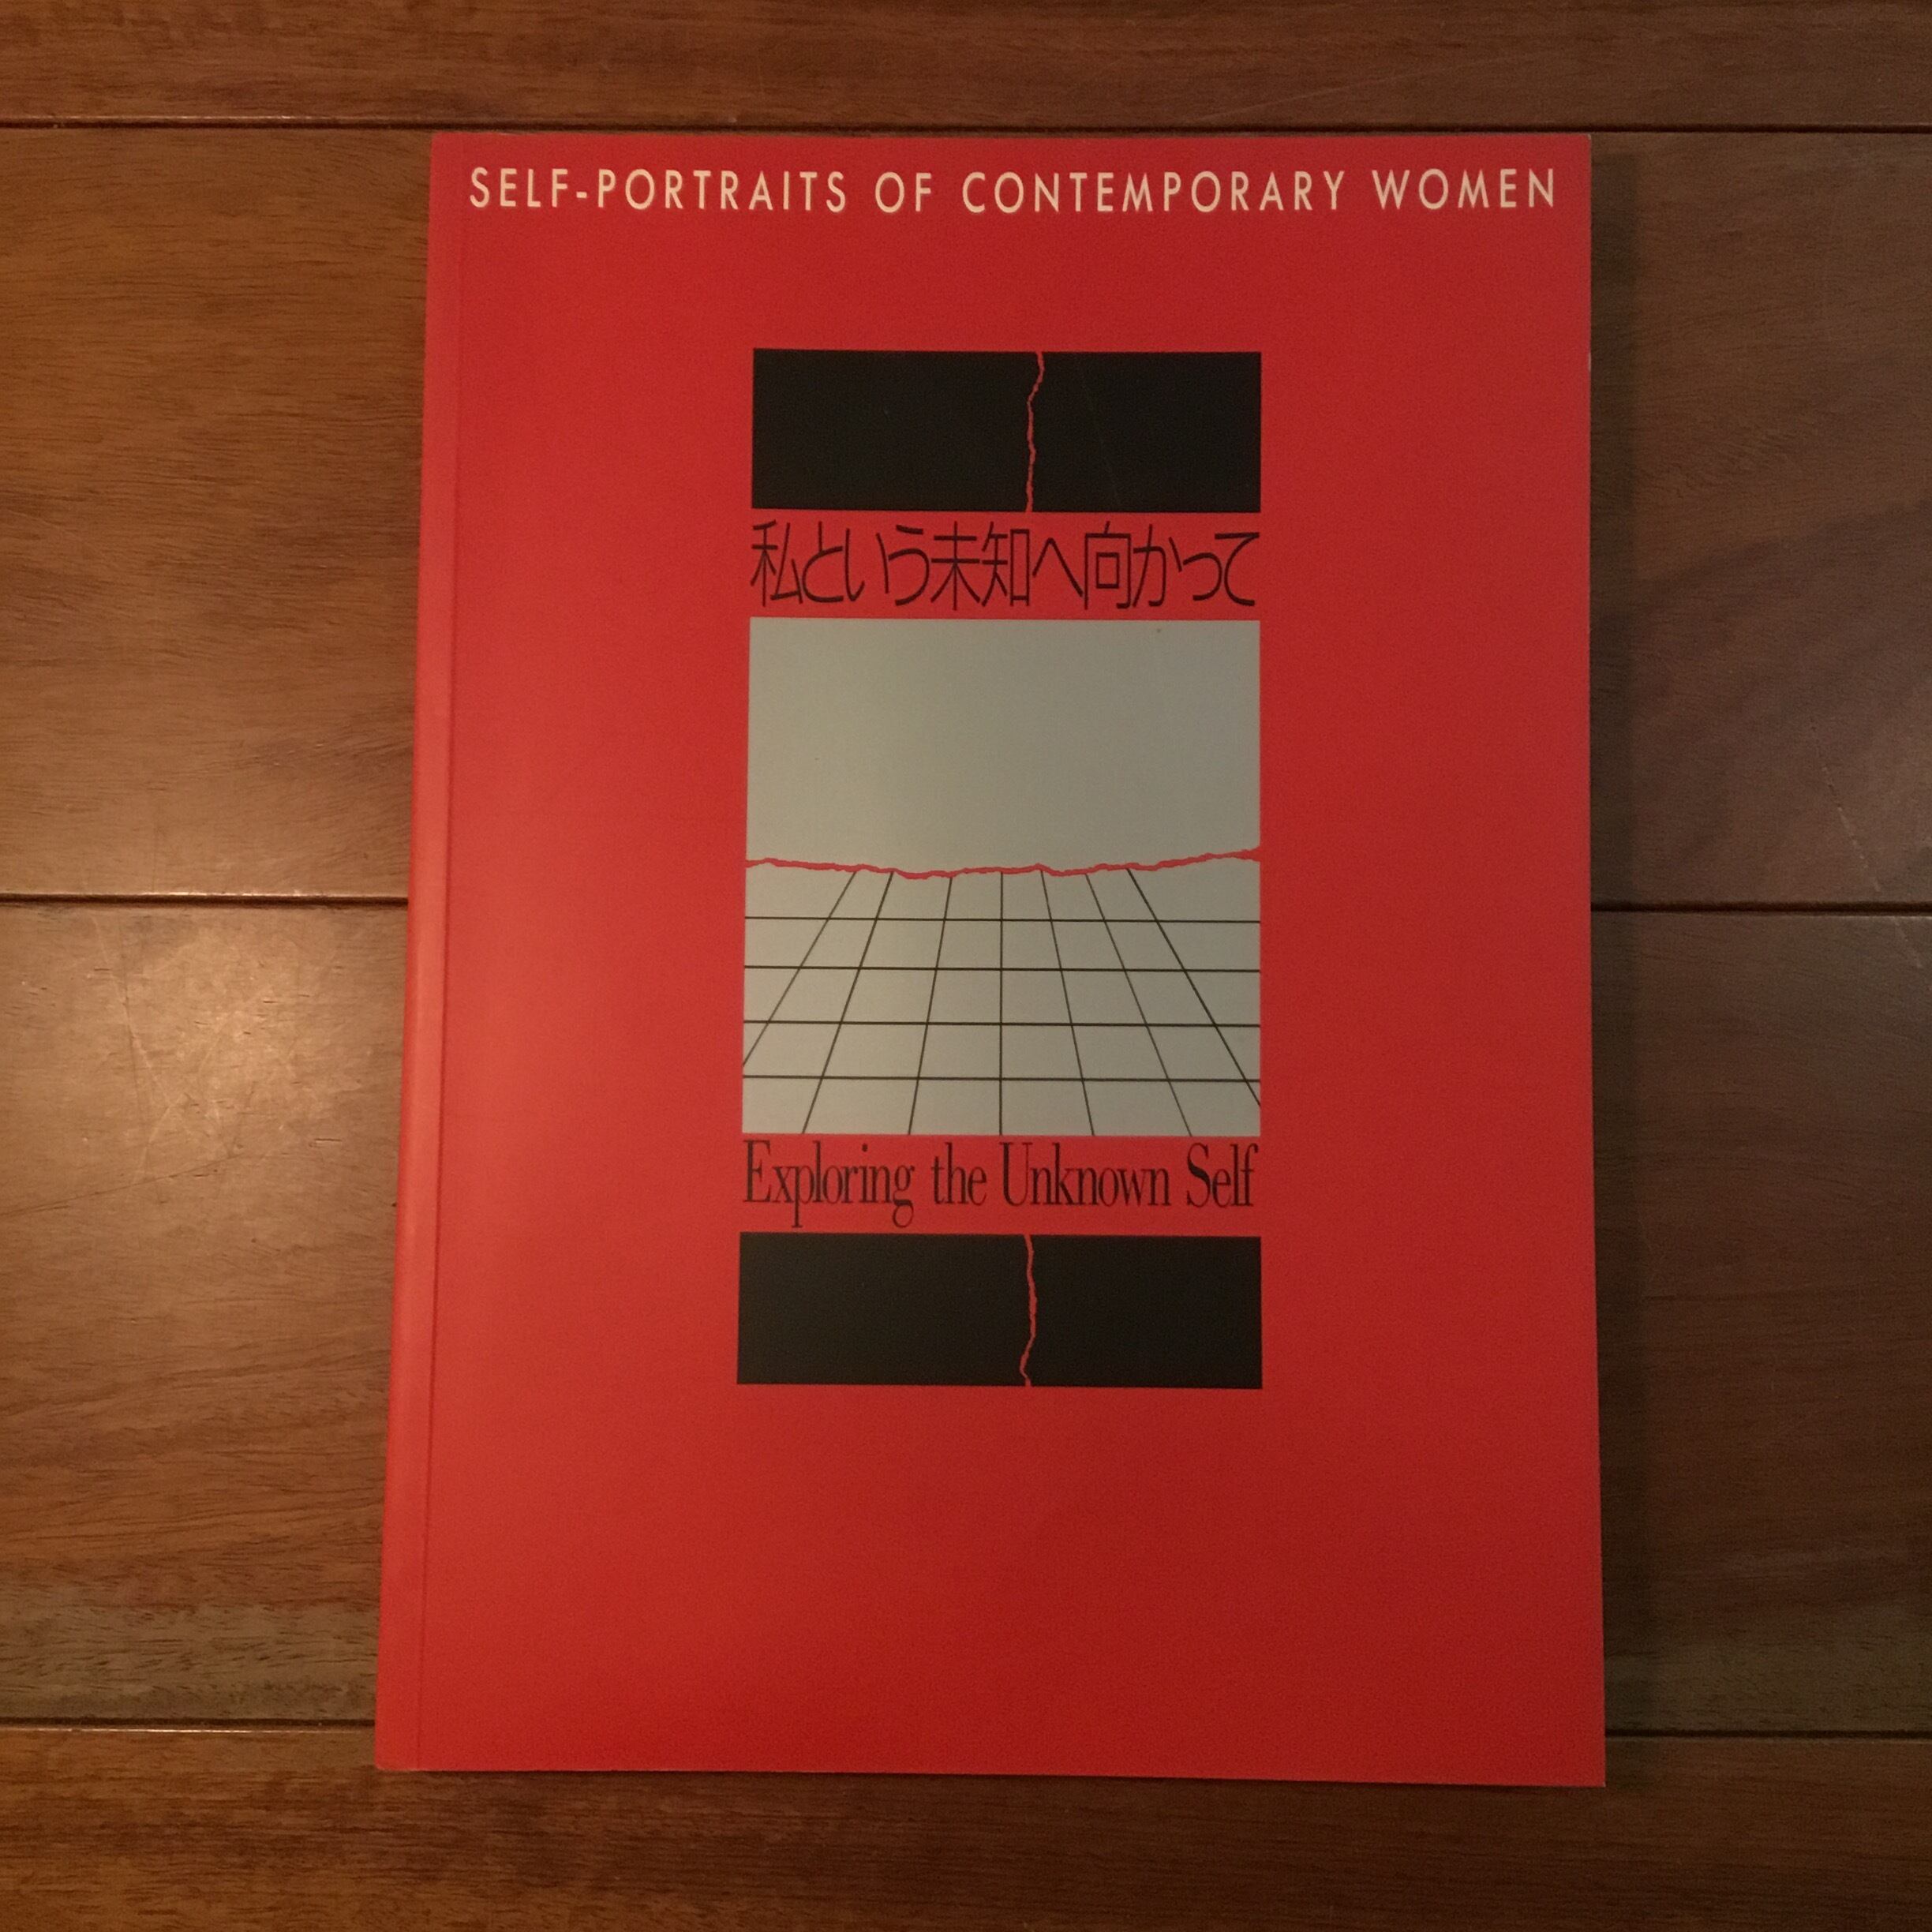 SELF-PORTRAITS OF CONTEMPORARY WOMEN
私という未知へ向かって
Exploring the Unknown Self